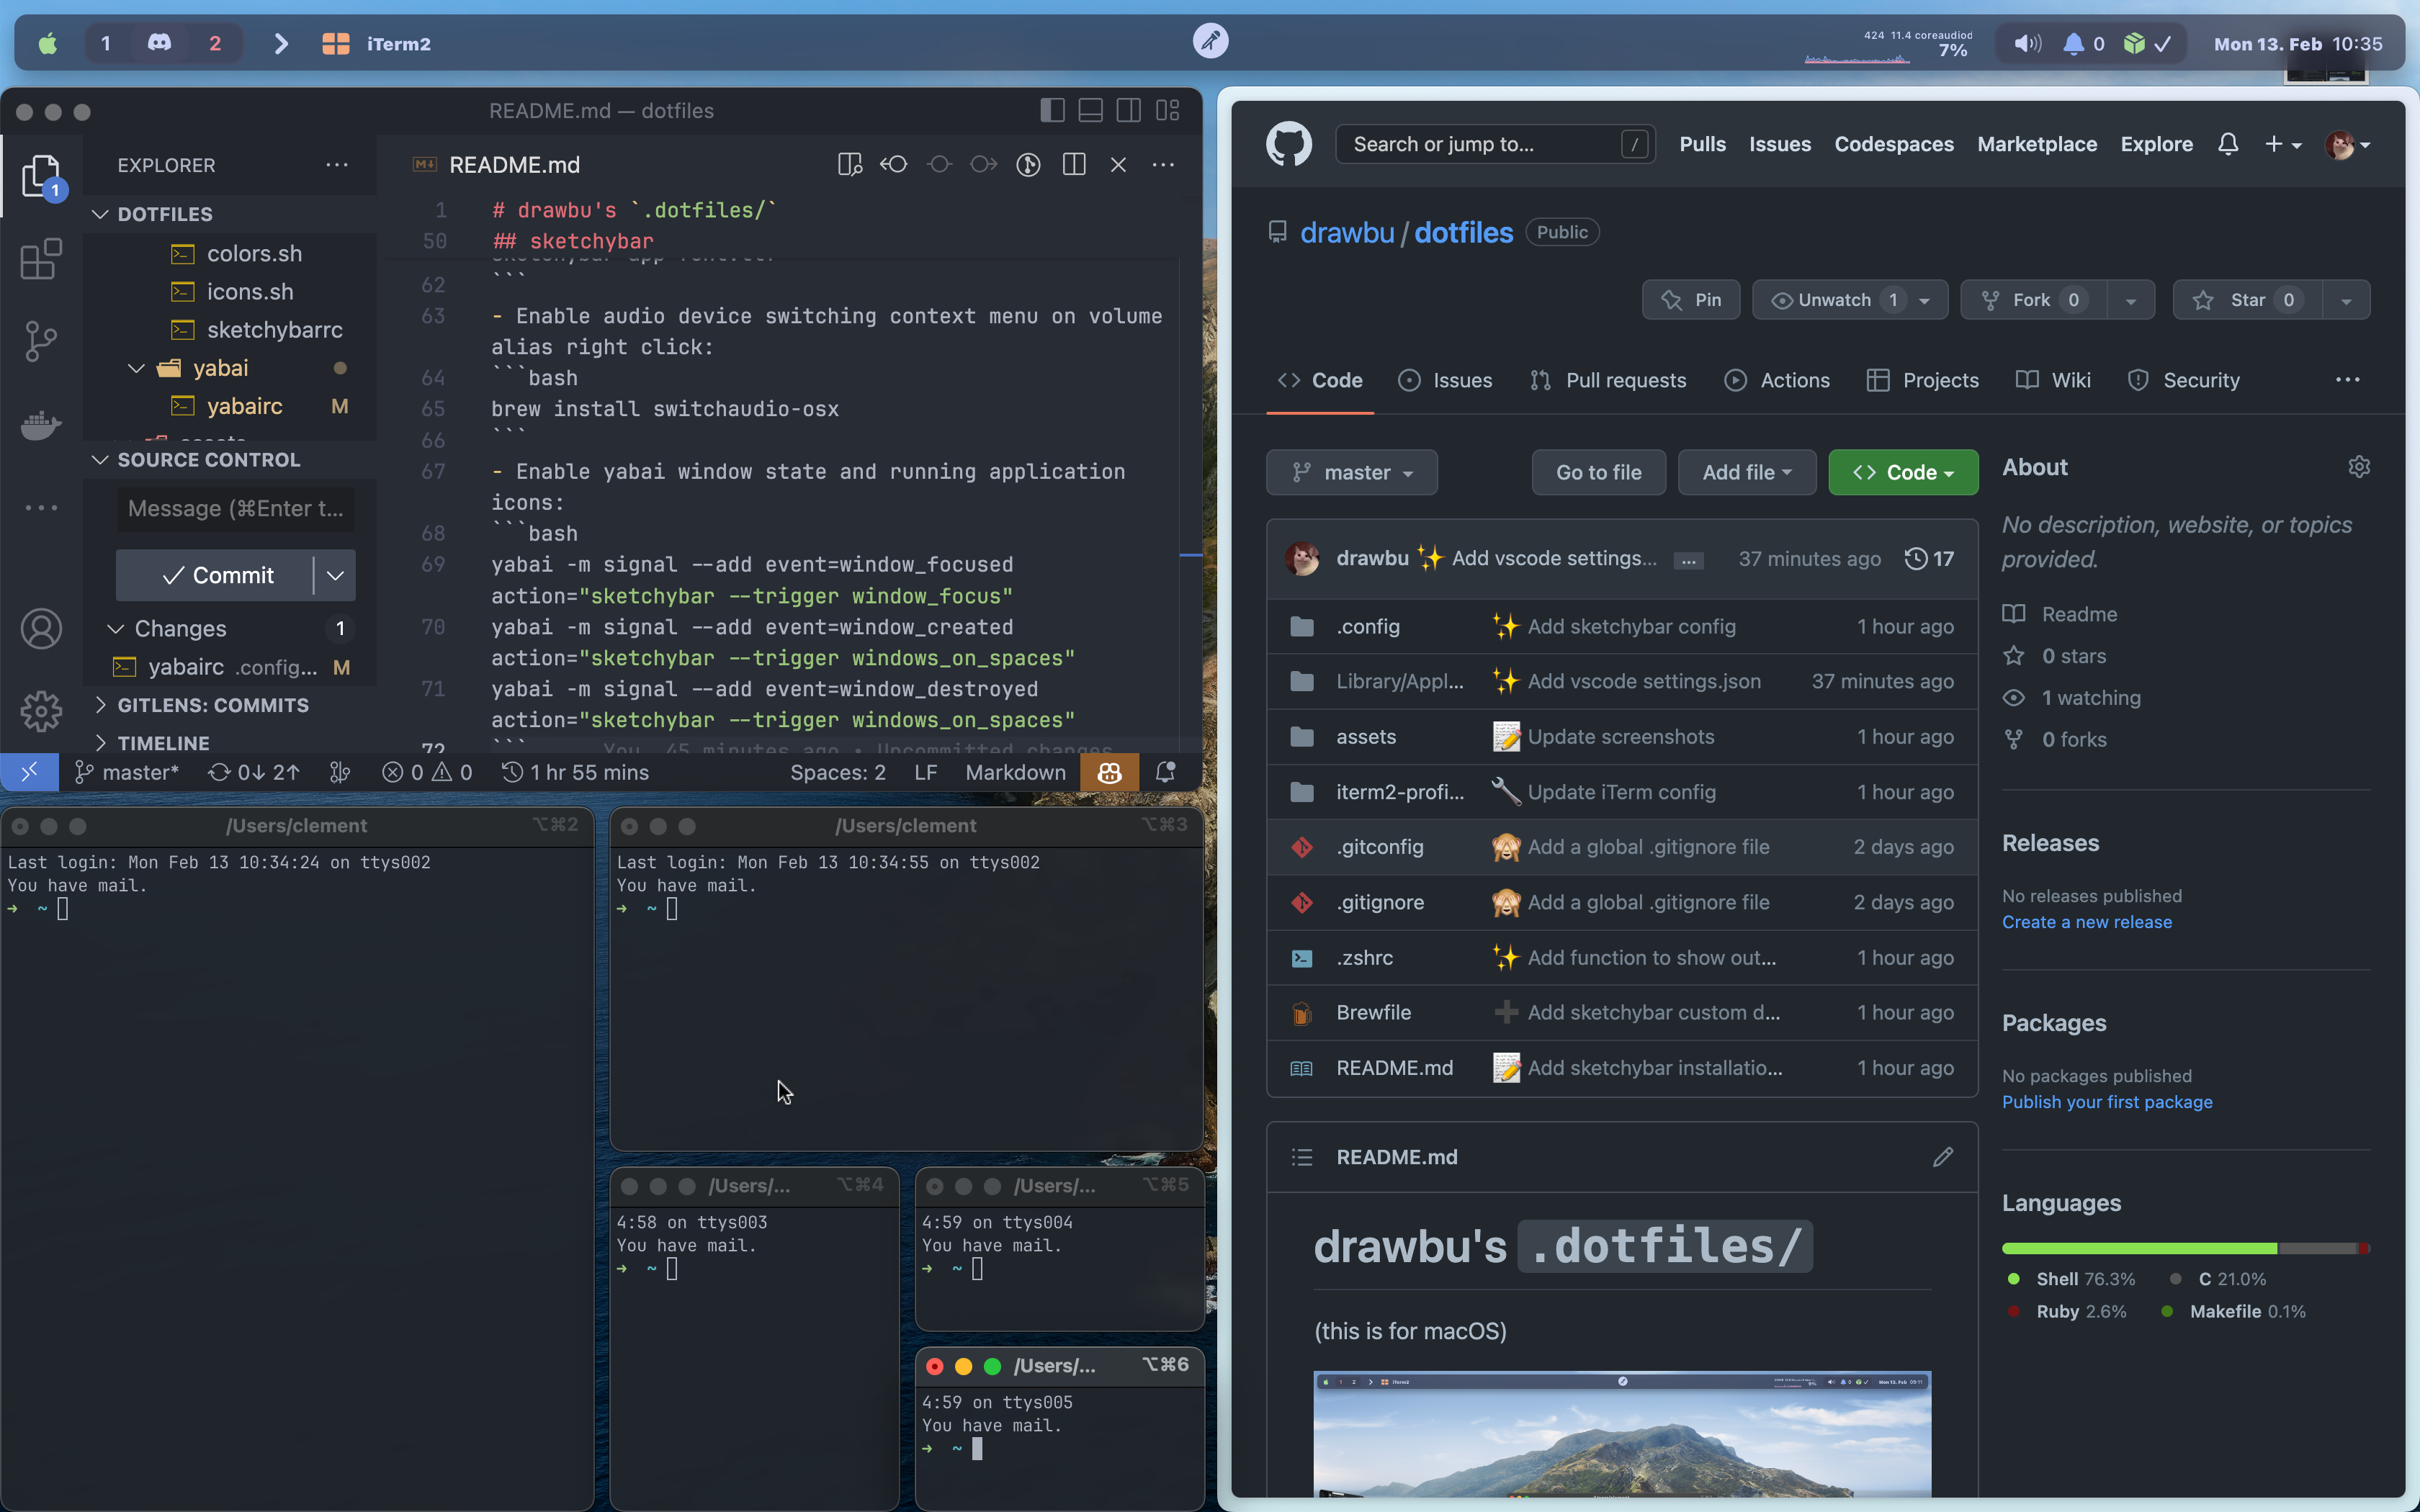 1 2 iTerm2
424 11.4 coreaudiod
7%
0 Mon 13. Feb 10:35
README.md — dotfiles
EXPLORER ...
DOTFILES
colors.sh
icons.sh
sketchybarrc
yabai
yabairc M
SOURCE CONTROL
Message (⌘Enter t...
Commit
Changes 1
yabairc .config... M
GITLENS: COMMITS
TIMELINE
1
README.md
1 # drawbu's `.dotfiles/`
50 ## sketchybar
62 ```
63 - Enable audio device switching context menu on volume
alias right click:
64 ```bash
65 brew install switchaudio-osx
66 ```
67 - Enable yabai window state and running application
icons:
68 ```bash
69 yabai -m signal --add event=window_focused
action="sketchybar --trigger window_focus"
70 yabai -m signal --add event=window_created
action="sketchybar --trigger windows_on_spaces"
71 yabai -m signal --add event=window_destroyed
action="sketchybar --trigger windows_on_spaces"
72 ``` You, 45 minutes ago • Uncommitted changes
master* 0↓ 2↑ 0 0 1 hr 55 mins Spaces: 2 LF Markdown
/Users/clement ⌥⌘2
Last login: Mon Feb 13 10:34:24 on ttys002
You have mail.
→ ~
/Users/clement ⌥⌘3
Last login: Mon Feb 13 10:34:55 on ttys002
You have mail.
→ ~
/Users/... ⌥⌘4
4:58 on ttys003
You have mail.
→ ~
/Users/... ⌥⌘5
4:59 on ttys004
You have mail.
→ ~
/Users/... ⌥⌘6
4:59 on ttys005
You have mail.
→ ~
Search or jump to... / Pulls Issues Codespaces Marketplace Explore
drawbu / dotfiles Public
Pin Unwatch 1 Fork 0 Star 0
Code Issues Pull requests Actions Projects Wiki Security ...
master Go to file Add file Code
drawbu ✨ Add vscode settings... ... 37 minutes ago 17
.config ✨ Add sketchybar config 1 hour ago
Library/Appl... ✨ Add vscode settings.json 37 minutes ago
assets 📝 Update screenshots 1 hour ago
iterm2-profi... 🔧 Update iTerm config 1 hour ago
.gitconfig 🙈 Add a global .gitignore file 2 days ago
.gitignore 🙈 Add a global .gitignore file 2 days ago
.zshrc ✨ Add function to show out... 1 hour ago
Brewfile ➕ Add sketchybar custom d... 1 hour ago
README.md 📝 Add sketchybar installatio... 1 hour ago
README.md
drawbu's .dotfiles/
(this is for macOS)
About
No description, website, or topics
provided.
Readme
0 stars
1 watching
0 forks
Releases
No releases published
Create a new release
Packages
No packages published
Publish your first package
Languages
Shell 76.3% C 21.0%
Ruby 2.6% Makefile 0.1%